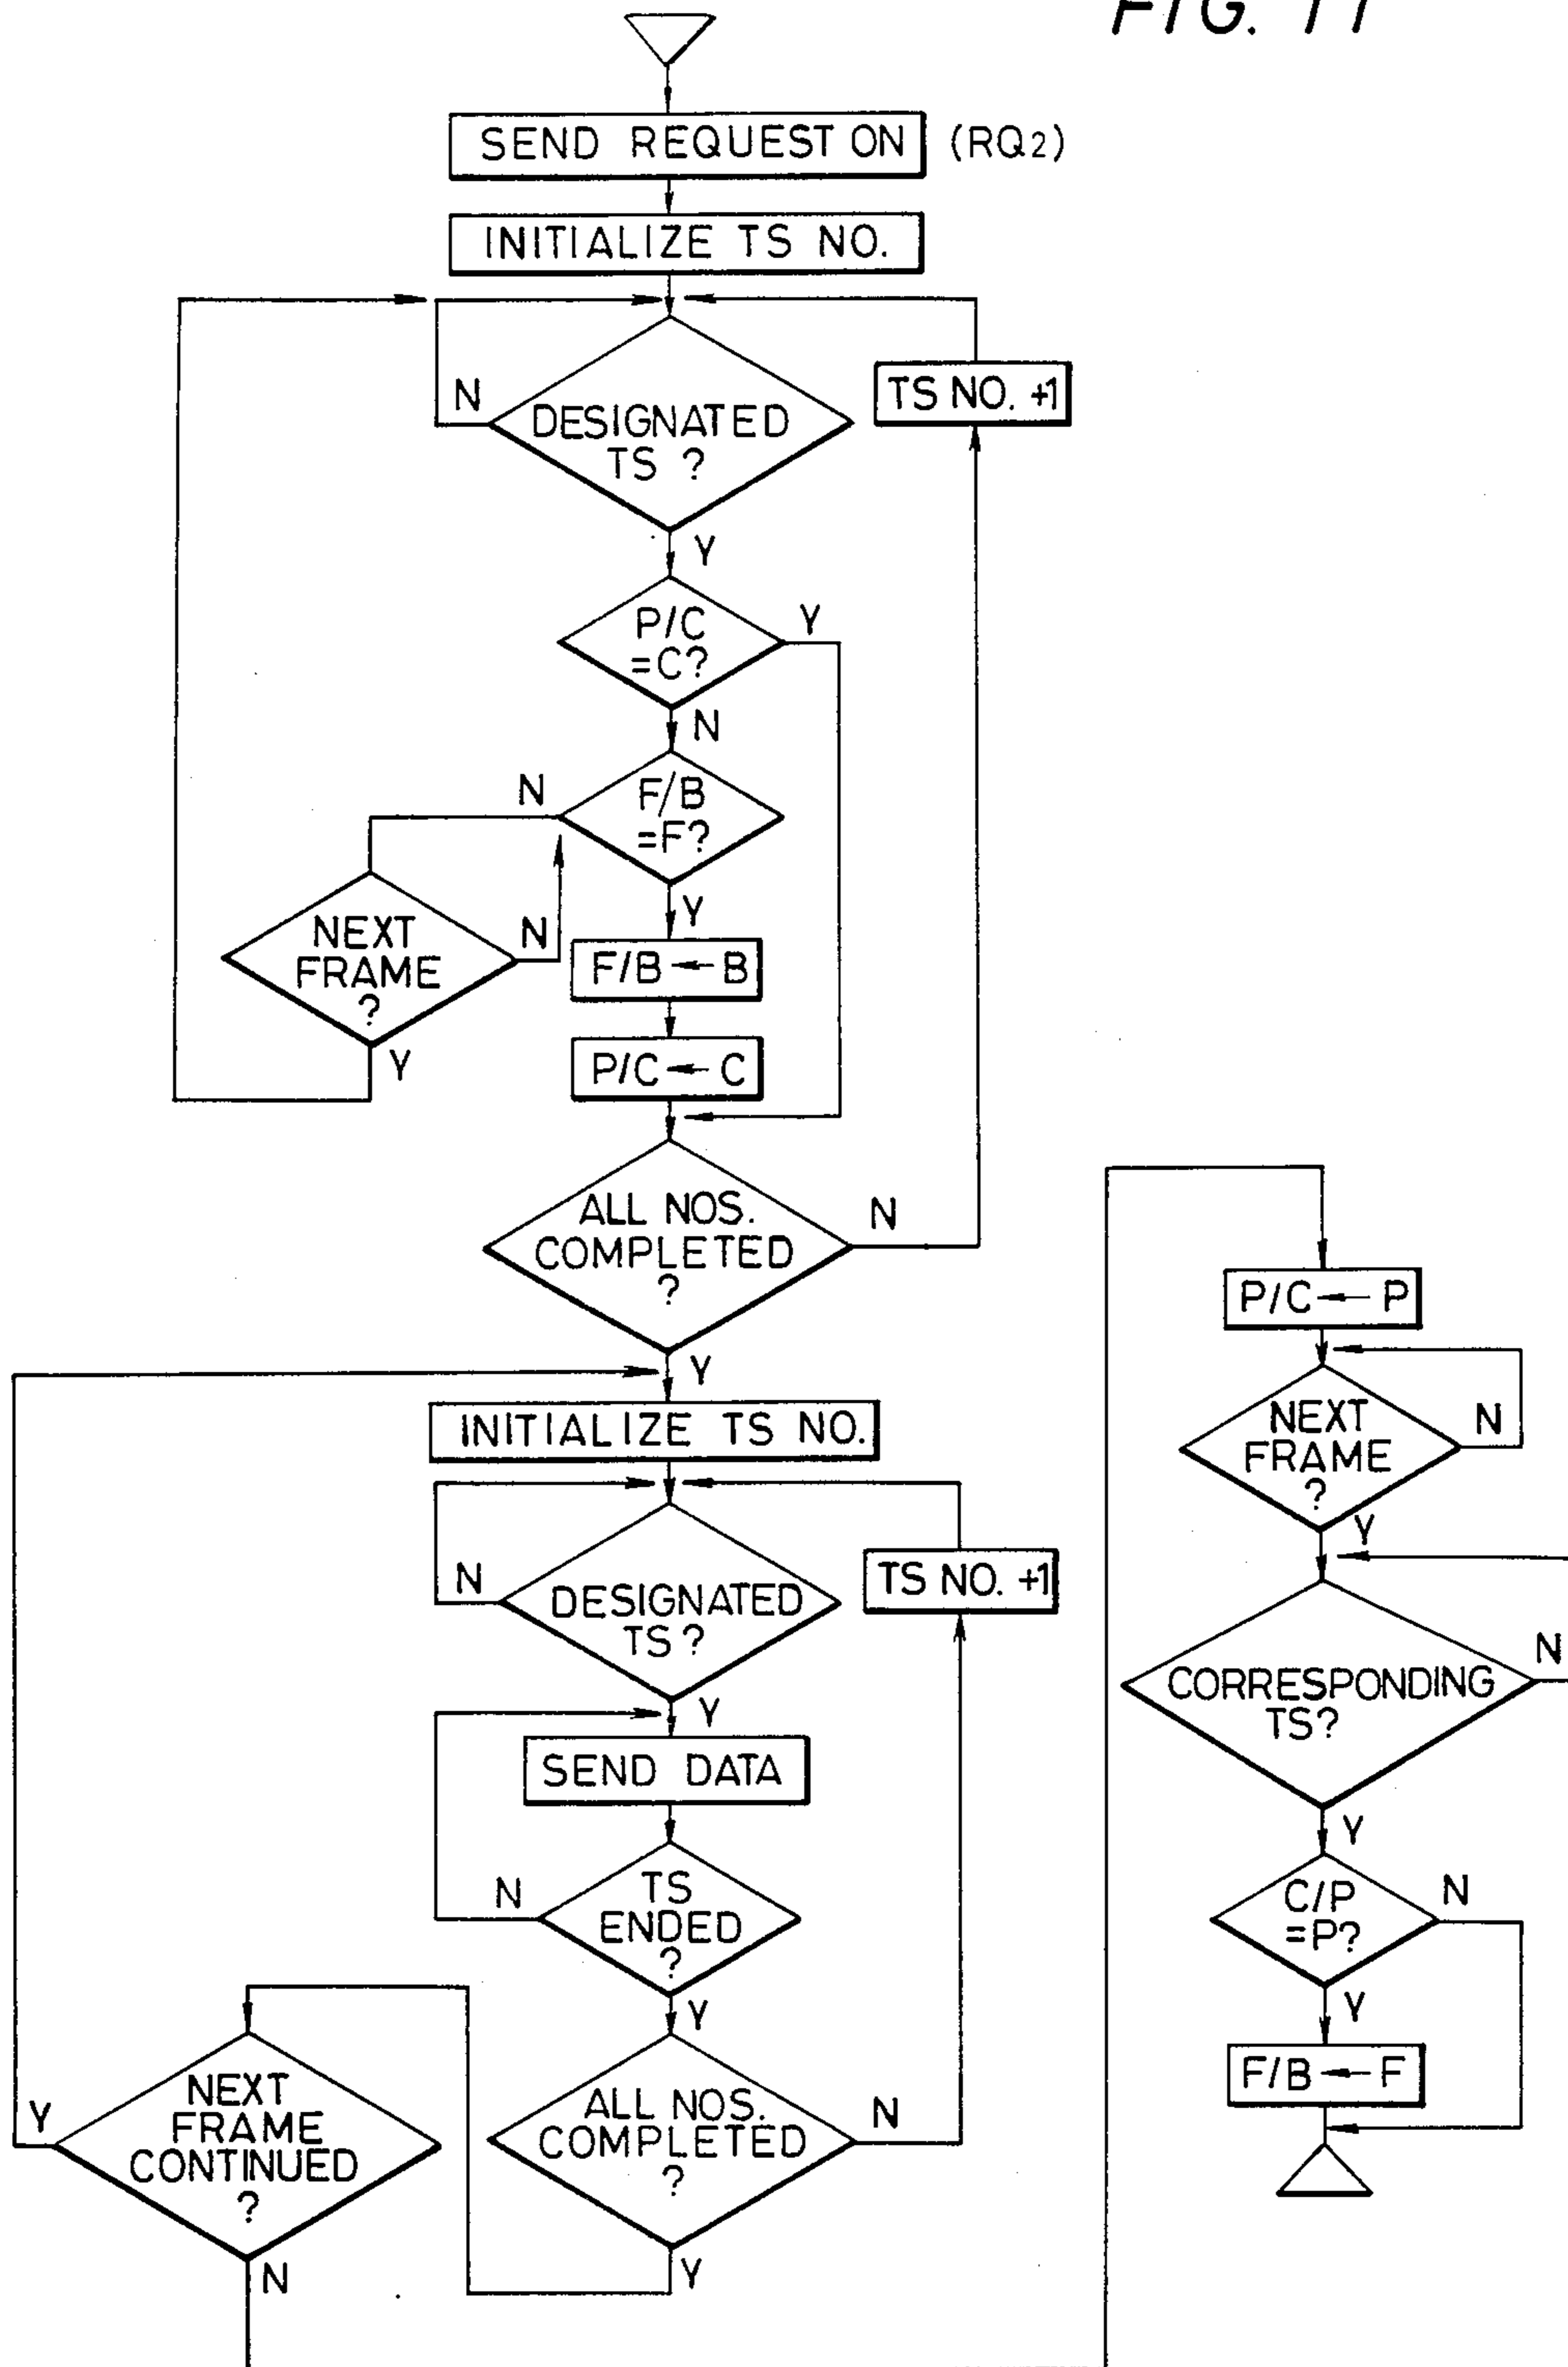 FIG. 11
SEND REQUEST ON (RQ2)
INITIALIZE TS NO.
N
DESIGNATED
TS ?
TS NO. +1
Y
P/C
=C?
Y
N
F/B
=F?
N
Y
NEXT
FRAME
?
N
Y
F/B ← B
P/C ← C
ALL NOS.
COMPLETED
?
N
Y
INITIALIZE TS NO.
N
DESIGNATED
TS ?
TS NO. +1
Y
SEND DATA
TS
ENDED
?
N
Y
ALL NOS.
COMPLETED
?
N
Y
NEXT
FRAME
CONTINUED
?
Y
N
P/C ← P
NEXT
FRAME
?
N
Y
CORRESPONDING
TS?
N
Y
C/P
=P?
N
Y
F/B ← F